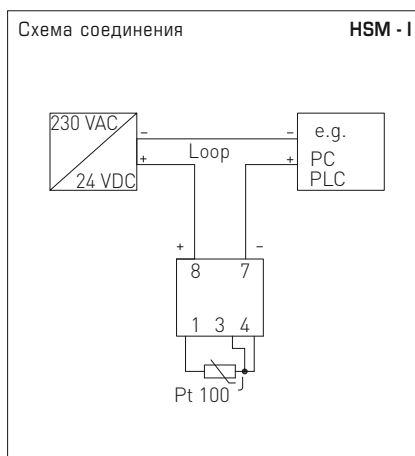 Схема соединения HSM - I
230 VAC
24 VDC
–
+
Loop
–
+
e.g.
PC
PLC
+
–
8 7
1 3 4
Pt 100